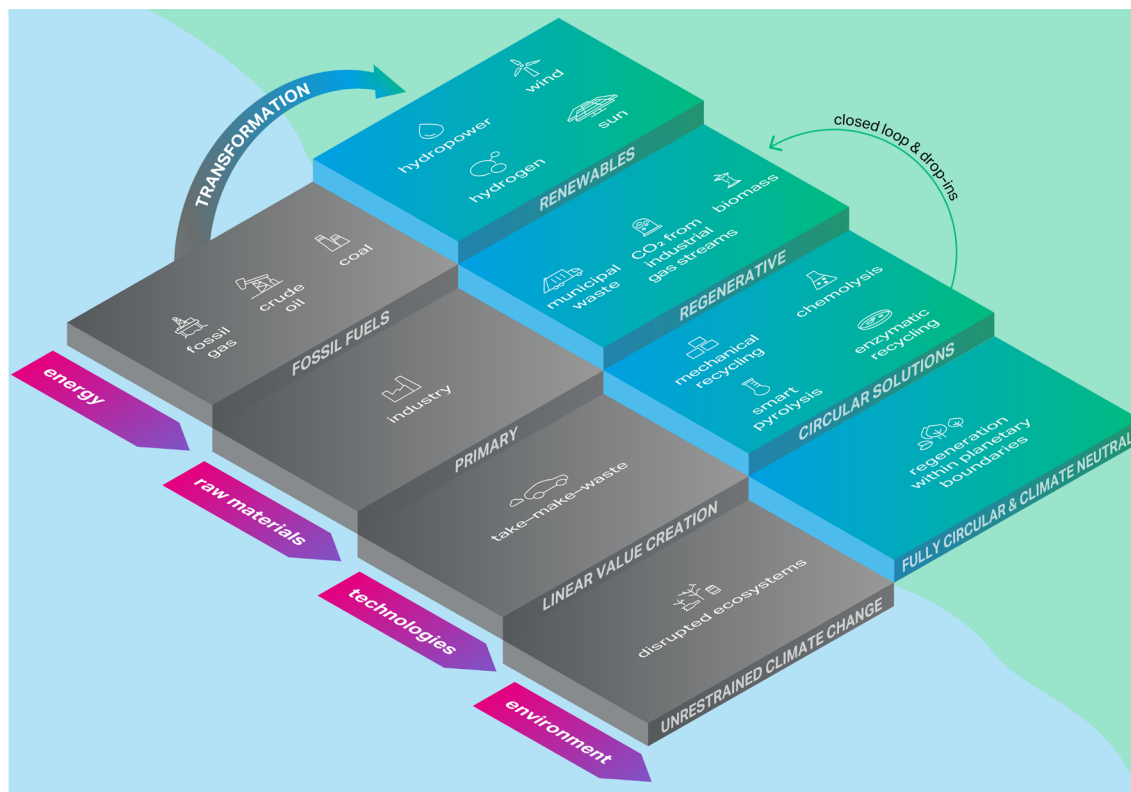 TRANSFORMATION
wind
hydropower
sun
hydrogen
RENEWABLES
closed loop & drop-ins
biomass
CO₂ from
industrial
gas streams
municipal
waste
REGENERATIVE
chemolysis
enzymatic
recycling
mechanical
recycling
smart
pyrolysis
CIRCULAR SOLUTIONS
regeneration
within planetary
boundaries
FULLY CIRCULAR & CLIMATE NEUTRAL
coal
crude
oil
fossil
gas
FOSSIL FUELS
industry
PRIMARY
take–make–waste
LINEAR VALUE CREATION
disrupted ecosystems
UNRESTRAINED CLIMATE CHANGE
energy
raw materials
technologies
environment